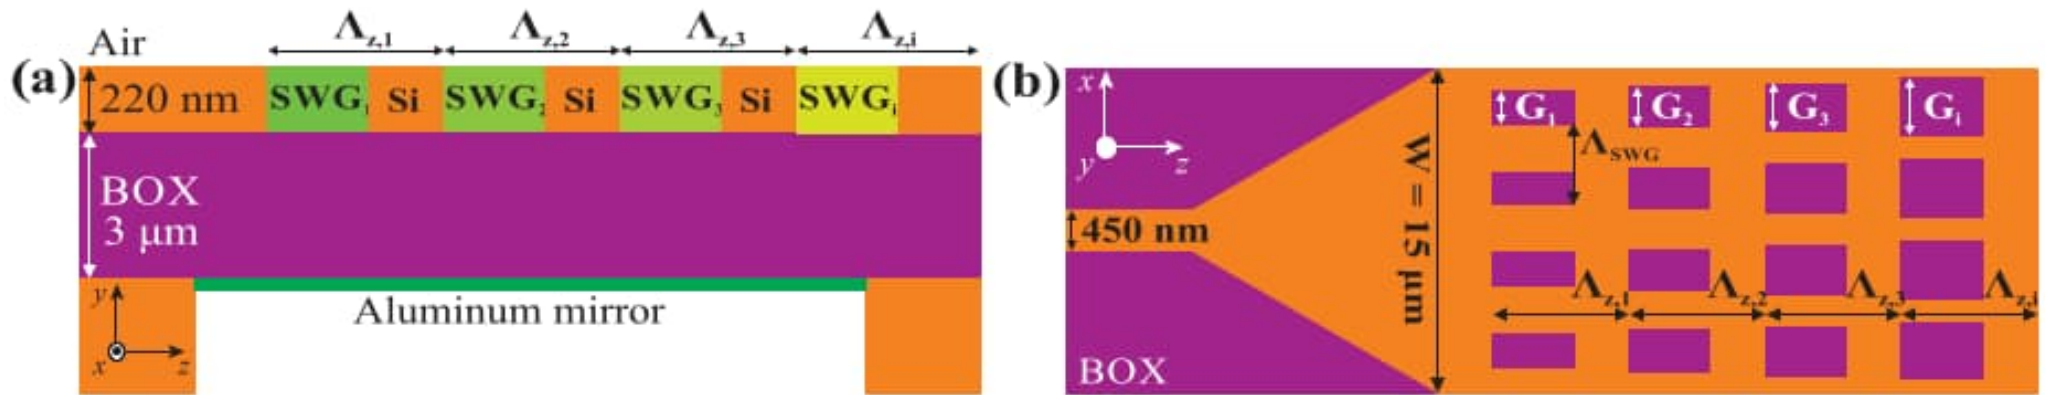 (a)
Air
Λz,1 Λz,2 Λz,3 Λz,i
220 nm SWG1 Si SWG2 Si SWG3 Si SWGi
BOX
3 µm
Aluminum mirror
y
x z
(b)
x
y z
450 nm
W = 15 µm
BOX
G1 G2 G3 Gi
ΛSWG
Λz,1 Λz,2 Λz,3 Λz,i